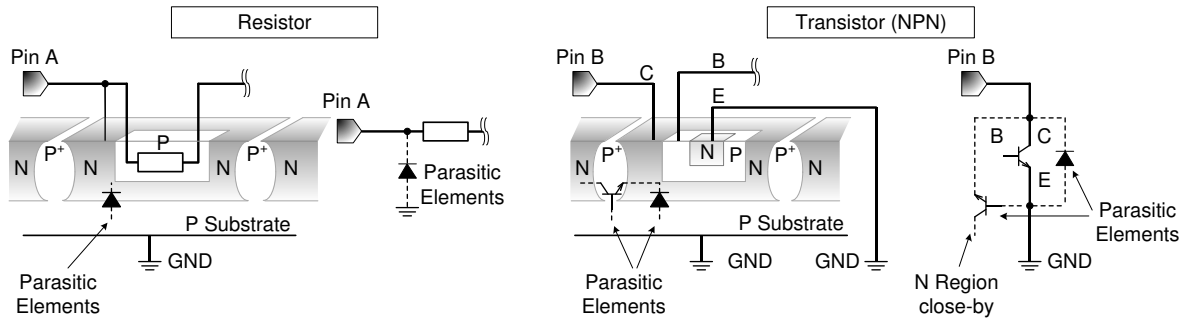 Resistor
Pin A
P
N
P+
N
P+
N
N
P Substrate
GND
Parasitic
Elements
Pin A
Parasitic
Elements
Transistor (NPN)
Pin B
C
B
E
N
P+
N
N
P
P+
N
N
P Substrate
GND
GND
Parasitic
Elements
Pin B
B
C
E
Parasitic
Elements
GND
N Region
close-by